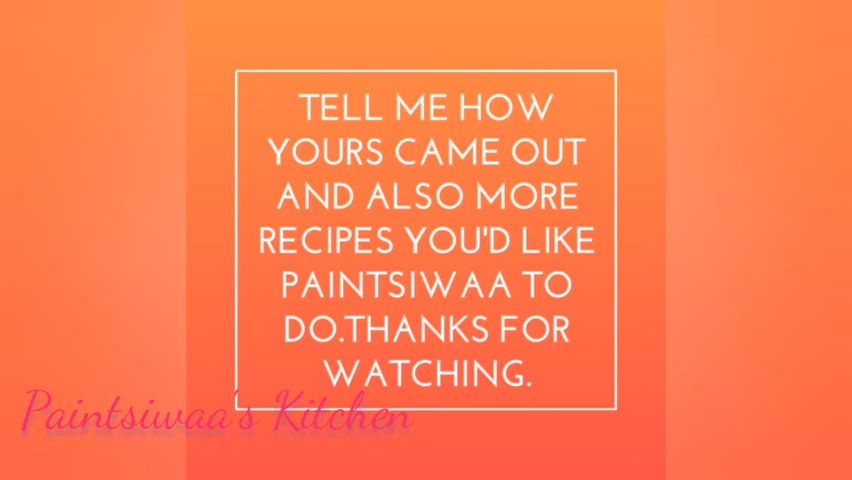 TELL ME HOW
YOURS CAME OUT
AND ALSO MORE
RECIPES YOU'D LIKE
PAINTSIWAA TO
DO.THANKS FOR
WATCHING.
Paintsiwaa's Kitchen